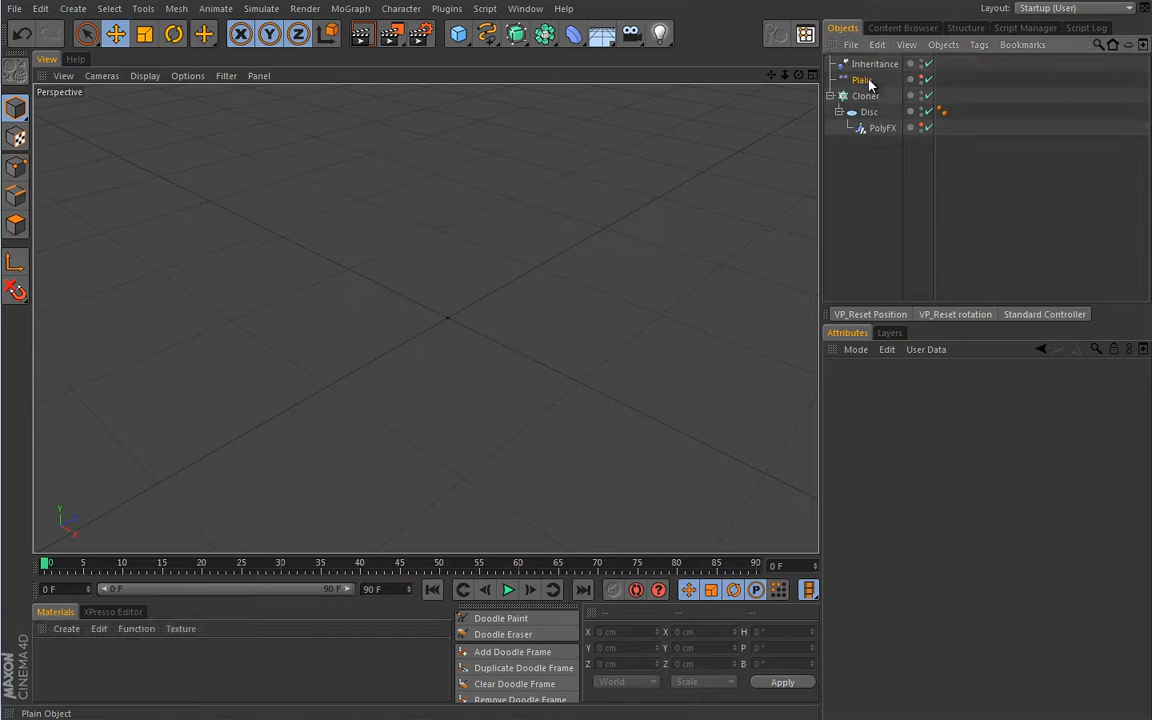 File Edit Create Select Tools Mesh Snap Animate Simulate Render MoGraph Character Plugins Script Window Help
Layout: Startup (User)
Objects Content Browser Structure Script Manager Script Log
File Edit View Objects Tags Bookmarks
View Help
View Cameras Display Options Filter Panel
Perspective
Inheritance
Plain
Cloner
Disc
PolyFX
Y
X
VP_Reset Position VP_Reset rotation Standard Controller
Attributes Layers
Mode Edit User Data
0 5 10 15 20 25 30 35 40 45 50 55 60 65 70 75 80 85 90
0 F
0 F 0 F 90 F 90 F
Materials XPresso Editor
Create Edit Function Texture
Doodle Paint
Doodle Eraser
Add Doodle Frame
Duplicate Doodle Frame
Clear Doodle Frame
Remove Doodle Frame
-- -- --
X 0 cm X 0 cm H 0 °
Y 0 cm Y 0 cm P 0 °
Z 0 cm Z 0 cm B 0 °
World Scale Apply
MAXON
CINEMA 4D
Plain Object